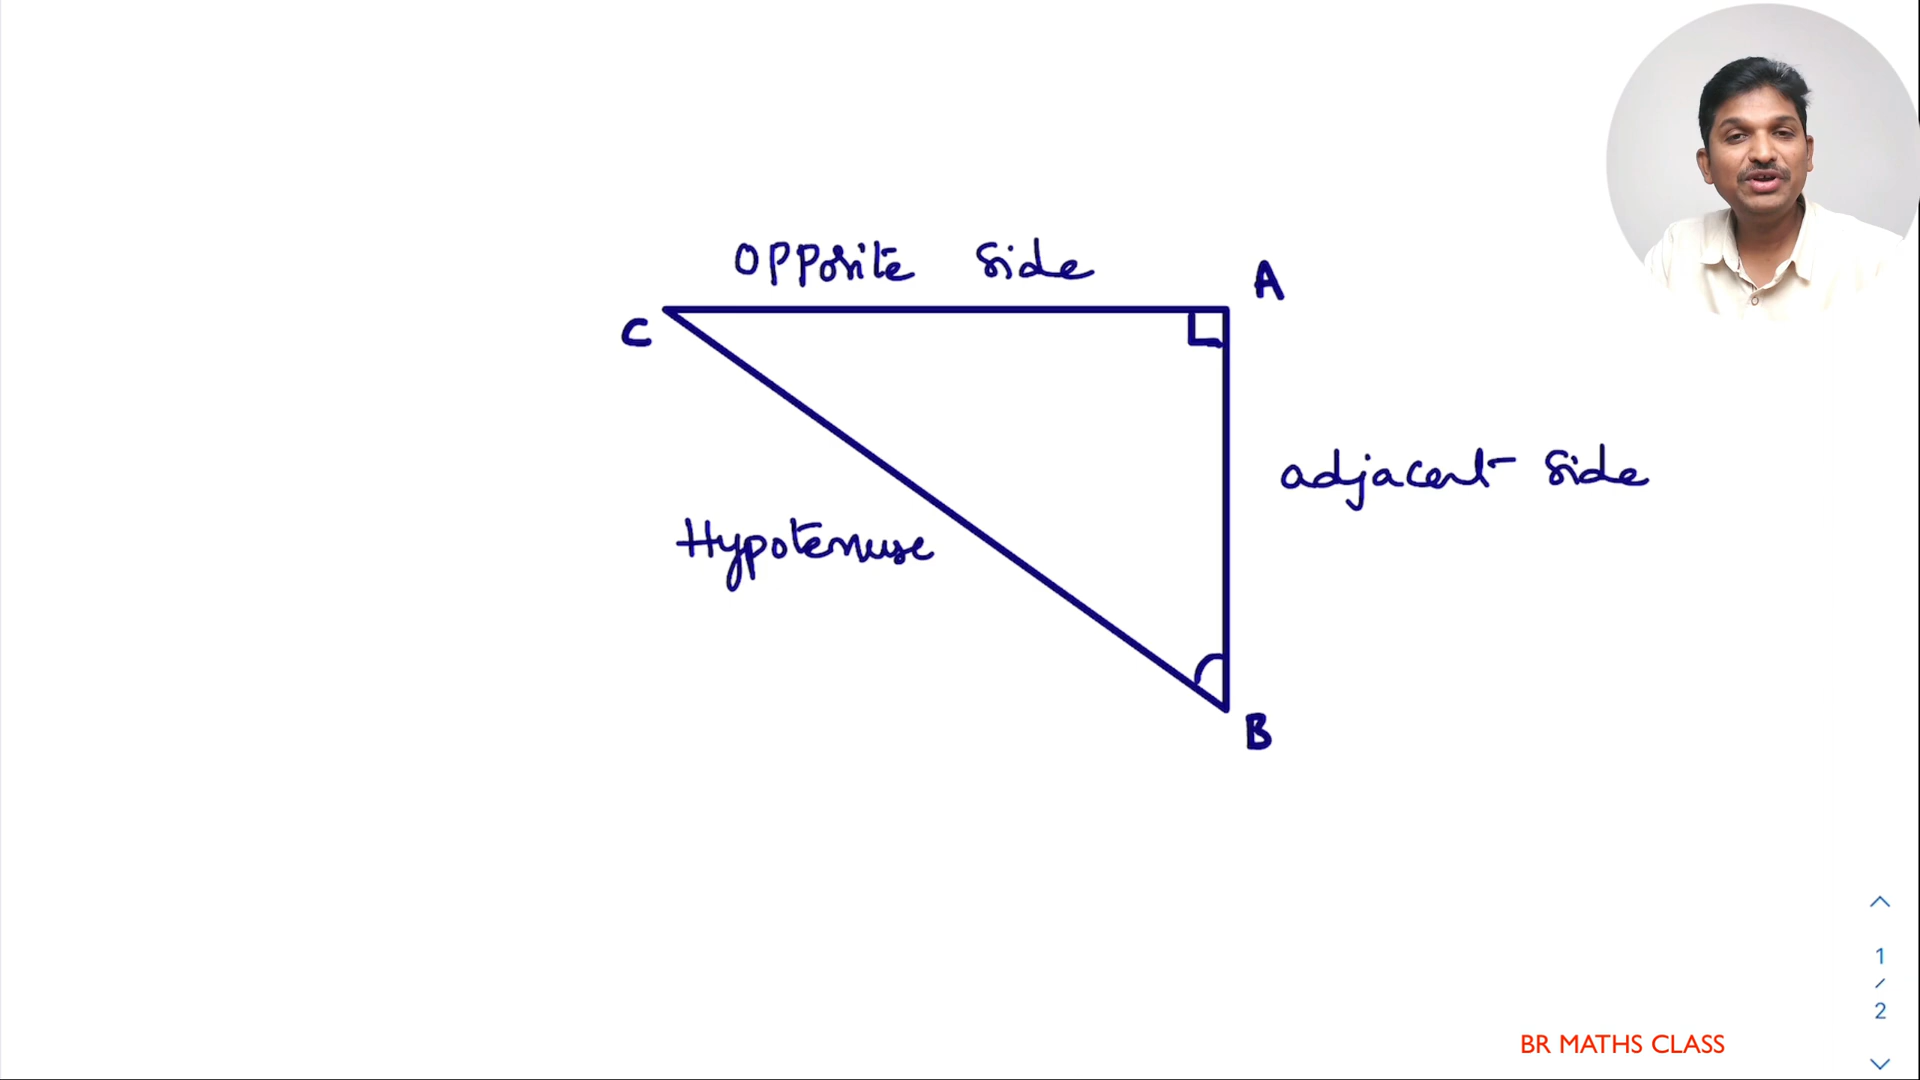 Opposite side
A
C
adjacent side
Hypotenuse
B
1
/
2
BR MATHS CLASS